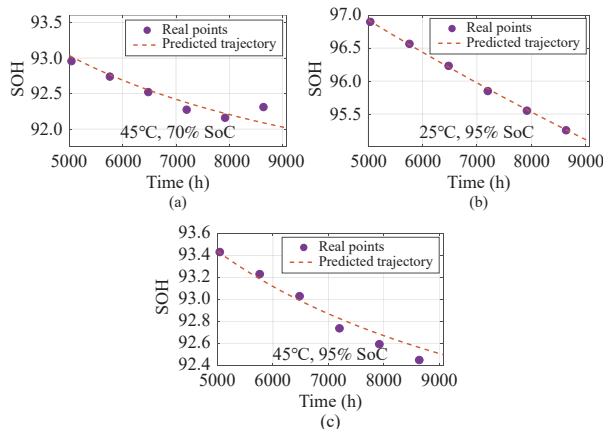 93.5
93.0
92.5
92.0
SOH
Real points
Predicted trajectory
45℃, 70% SoC
5000 6000 7000 8000 9000
Time (h)
(a)
97.0
96.5
96.0
95.5
SOH
Real points
Predicted trajectory
25℃, 95% SoC
5000 6000 7000 8000 9000
Time (h)
(b)
93.6
93.4
93.2
93.0
92.8
92.6
92.4
SOH
Real points
Predicted trajectory
45℃, 95% SoC
5000 6000 7000 8000 9000
Time (h)
(c)